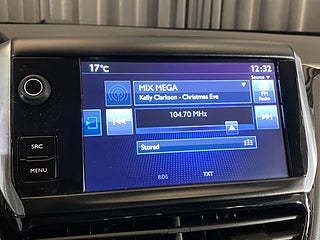 17°C
12:32
Source
MIX MEGA
Kelly Clarkson - Christmas Eve
FM
Radio
104.70 MHz
SRC
MENU
Stored
RDS
TXT